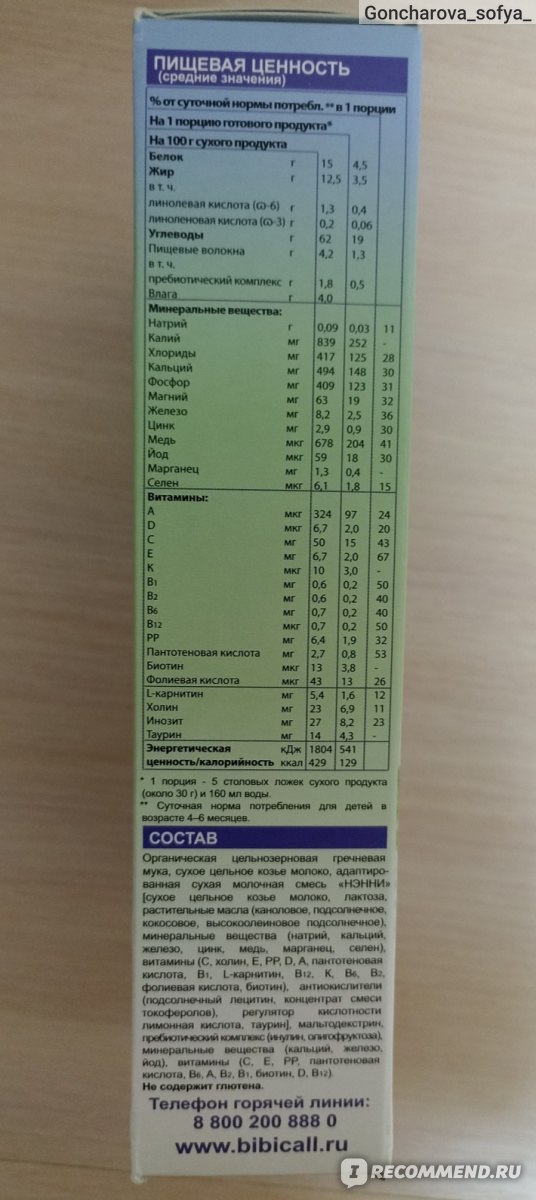 Goncharova_sofya_
ПИЩЕВАЯ ЦЕННОСТЬ
(средние значения)
% от суточной нормы потребл. ** в 1 порции
На 1 порцию готового продукта*
На 100 г сухого продукта
Белок г 15 4,5
Жир г 12,5 3,5
в т. ч.
линолевая кислота (ω-6) г 1,3 0,4
линоленовая кислота (ω-3) г 0,2 0,06
Углеводы г 62 19
Пищевые волокна г 4,2 1,3
в т. ч.
пребиотический комплекс г 1,8 0,5
Влага г 4,0
Минеральные вещества:
Натрий г 0,09 0,03 11
Калий мг 839 252 -
Хлориды мг 417 125 28
Кальций мг 494 148 30
Фосфор мг 409 123 31
Магний мг 63 19 32
Железо мг 8,2 2,5 36
Цинк мг 2,9 0,9 30
Медь мкг 678 204 41
Йод мкг 59 18 30
Марганец мг 1,3 0,4 -
Селен мкг 6,1 1,8 15
Витамины:
А мкг 324 97 24
D мкг 6,7 2,0 20
С мг 50 15 43
Е мг 6,7 2,0 67
К мкг 10 3,0 -
В1 мг 0,6 0,2 50
В2 мг 0,6 0,2 40
В6 мг 0,7 0,2 40
В12 мкг 0,7 0,2 50
РР мг 6,4 1,9 32
Пантотеновая кислота мг 2,7 0,8 53
Биотин мкг 13 3,8 -
Фолиевая кислота мкг 43 13 26
L-карнитин мг 5,4 1,6 12
Холин мг 23 6,9 11
Инозит мг 27 8,2 23
Таурин мг 14 4,3 -
Энергетическая кДж 1804 541
ценность/калорийность ккал 429 129
* 1 порция - 5 столовых ложек сухого продукта
(около 30 г) и 160 мл воды.
** Суточная норма потребления для детей в
возрасте 4–6 месяцев.
СОСТАВ
Органическая цельнозерновая гречневая
мука, сухое цельное козье молоко, адаптиро-
ванная сухая молочная смесь «НЭННИ»
[сухое цельное козье молоко, лактоза,
растительные масла (каноловое, подсолнечное,
кокосовое, высокоолеиновое подсолнечное),
минеральные вещества (натрий, кальций,
железо, цинк, медь, марганец, селен),
витамины (С, холин, Е, РР, D, А, пантотеновая
кислота, В1, L-карнитин, В12, К, В6, В2,
фолиевая кислота, биотин), антиокислители
(подсолнечный лецитин, концентрат смеси
токоферолов), регулятор кислотности
лимонная кислота, таурин], мальтодекстрин,
пребиотический комплекс (инулин, олигофруктоза),
минеральные вещества (кальций, железо,
йод), витамины (С, Е, РР, пантотеновая
кислота, В6, А, В2, В1, биотин, D, В12).
Не содержит глютена.
Телефон горячей линии:
8 800 200 888 0
www.bibicall.ru
I RECOMMEND.RU